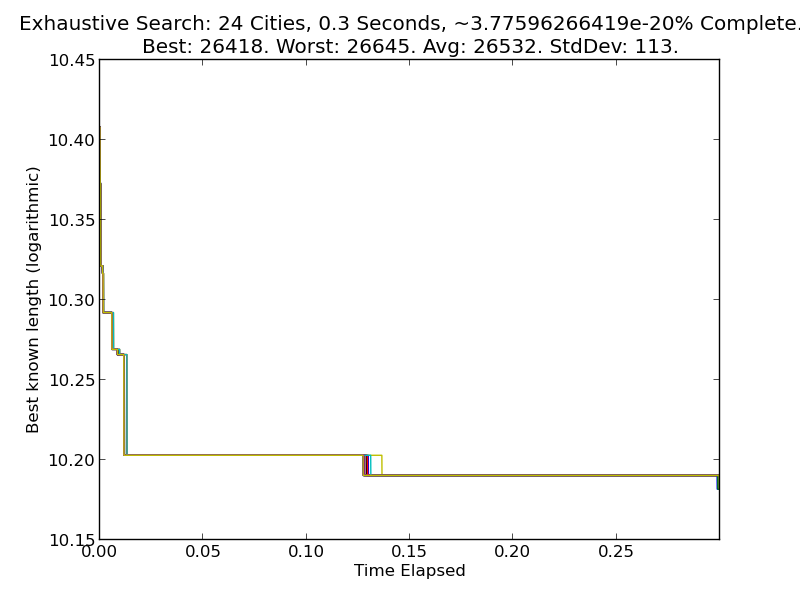 Exhaustive Search: 24 Cities, 0.3 Seconds, ~3.77596266419e-20% Complete.
Best: 26418. Worst: 26645. Avg: 26532. StdDev: 113.
10.45
10.40
10.35
10.30
10.25
10.20
10.15
Best known length (logarithmic)
0.00 0.05 0.10 0.15 0.20 0.25
Time Elapsed